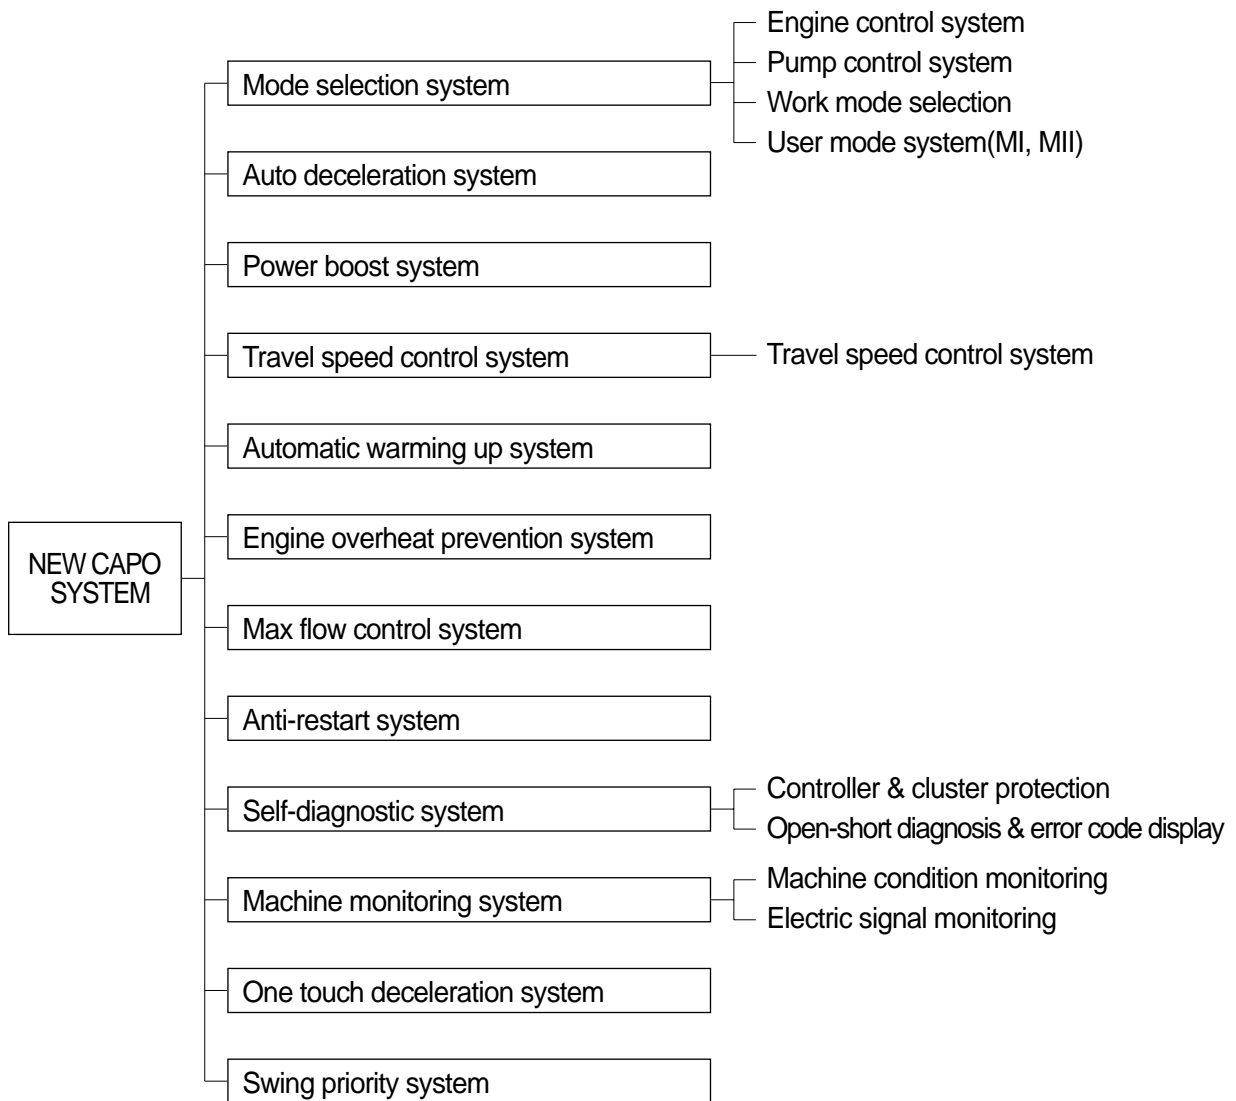 Engine control system
Pump control system
Mode selection system
Work mode selection
User mode system(MI, MII)
Auto deceleration system
Power boost system
Travel speed control system
Travel speed control system
Automatic warming up system
Engine overheat prevention system
NEW CAPO
SYSTEM
Max flow control system
Anti-restart system
Self-diagnostic system
Controller & cluster protection
Open-short diagnosis & error code display
Machine monitoring system
Machine condition monitoring
Electric signal monitoring
One touch deceleration system
Swing priority system